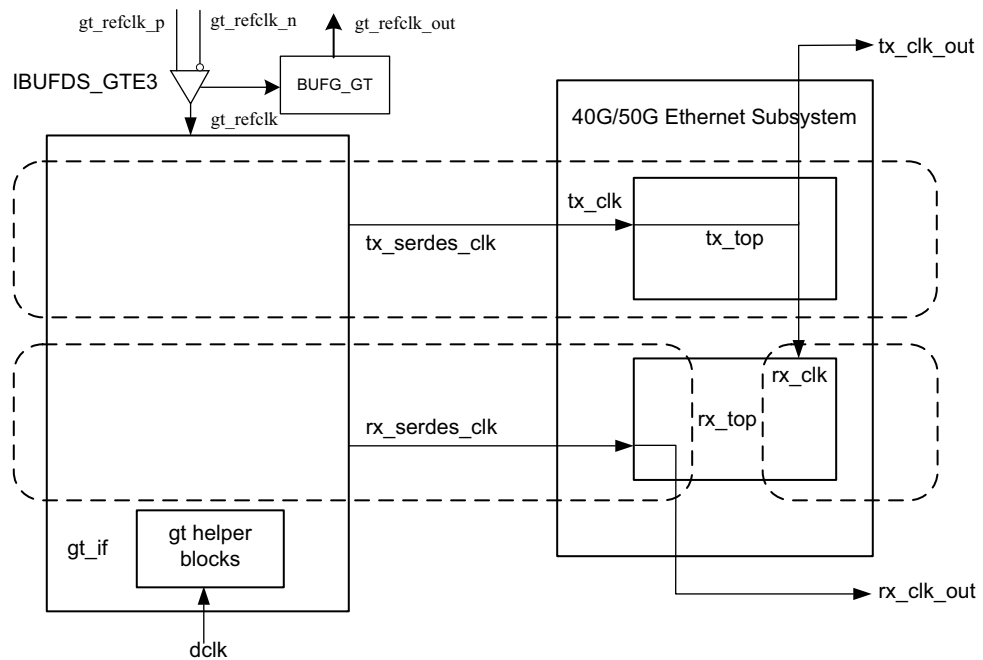 gt_refclk_p
gt_refclk_n
gt_refclk_out
tx_clk_out
IBUFDS_GTE3
BUFG_GT
gt_refclk
40G/50G Ethernet Subsystem
tx_clk
tx_serdes_clk
tx_top
rx_clk
rx_serdes_clk
rx_top
gt_if
gt helper
blocks
rx_clk_out
dclk